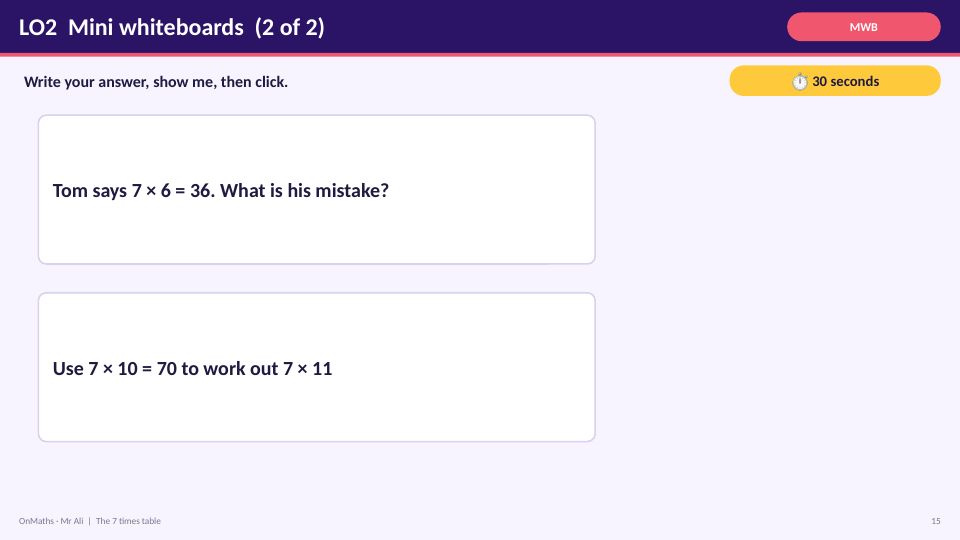 LO2 Mini whiteboards (2 of 2)
MWB
Write your answer, show me, then click.
⏱️ 30 seconds
Tom says 7 × 6 = 36. What is his mistake?
Use 7 × 10 = 70 to work out 7 × 11
OnMaths - Mr Ali | The 7 times table
15